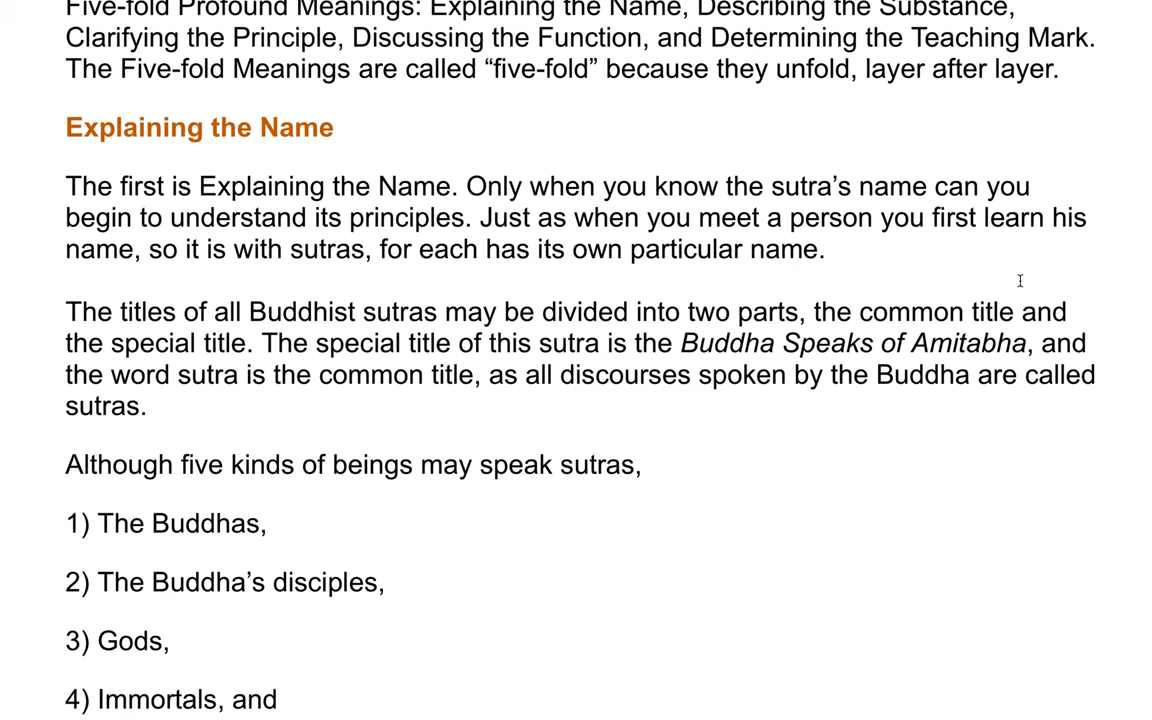 Five-fold Profound Meanings: Explaining the Name, Describing the Substance,
Clarifying the Principle, Discussing the Function, and Determining the Teaching Mark.
The Five-fold Meanings are called “five-fold” because they unfold, layer after layer.
Explaining the Name
The first is Explaining the Name. Only when you know the sutra’s name can you
begin to understand its principles. Just as when you meet a person you first learn his
name, so it is with sutras, for each has its own particular name.
The titles of all Buddhist sutras may be divided into two parts, the common title and
the special title. The special title of this sutra is the Buddha Speaks of Amitabha, and
the word sutra is the common title, as all discourses spoken by the Buddha are called
sutras.
Although five kinds of beings may speak sutras,
1) The Buddhas,
2) The Buddha’s disciples,
3) Gods,
4) Immortals, and